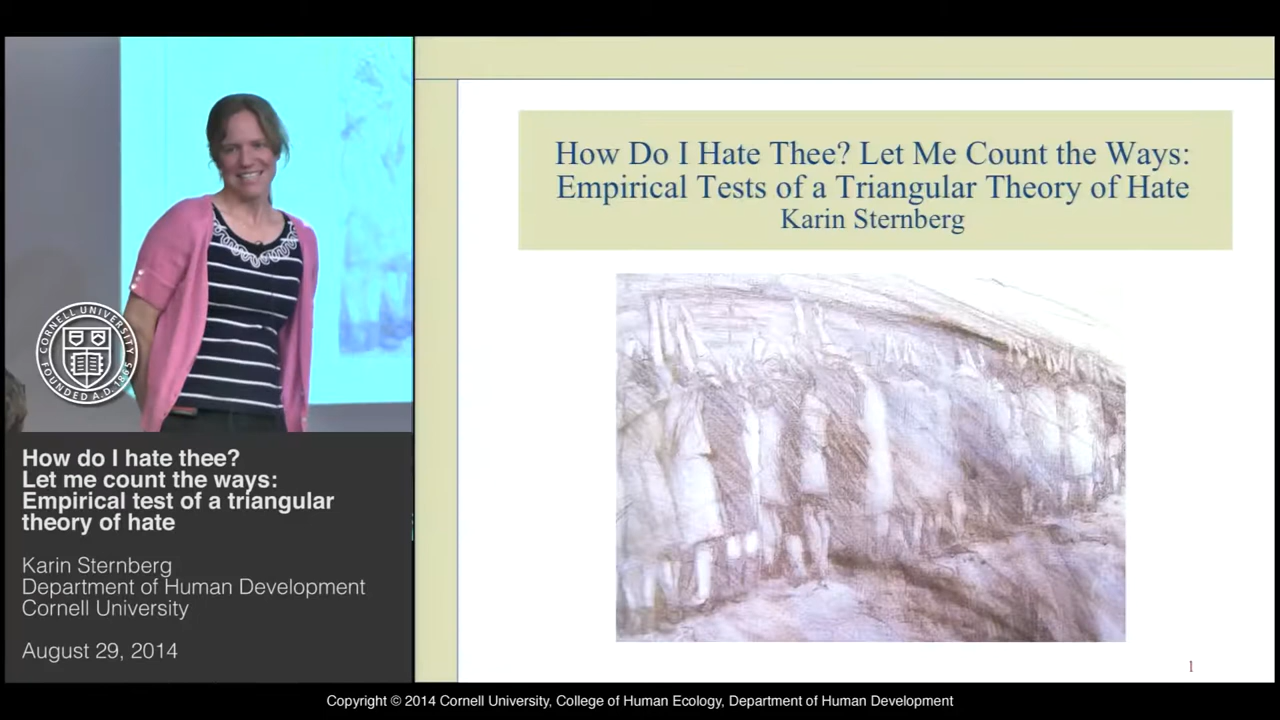 How Do I Hate Thee? Let Me Count the Ways:
Empirical Tests of a Triangular Theory of Hate
Karin Sternberg
CORNELL UNIVERSITY
FOUNDED A.D. 1865
How do I hate thee?
Let me count the ways:
Empirical test of a triangular
theory of hate
Karin Sternberg
Department of Human Development
Cornell University
August 29, 2014
1
Copyright © 2014 Cornell University, College of Human Ecology, Department of Human Development